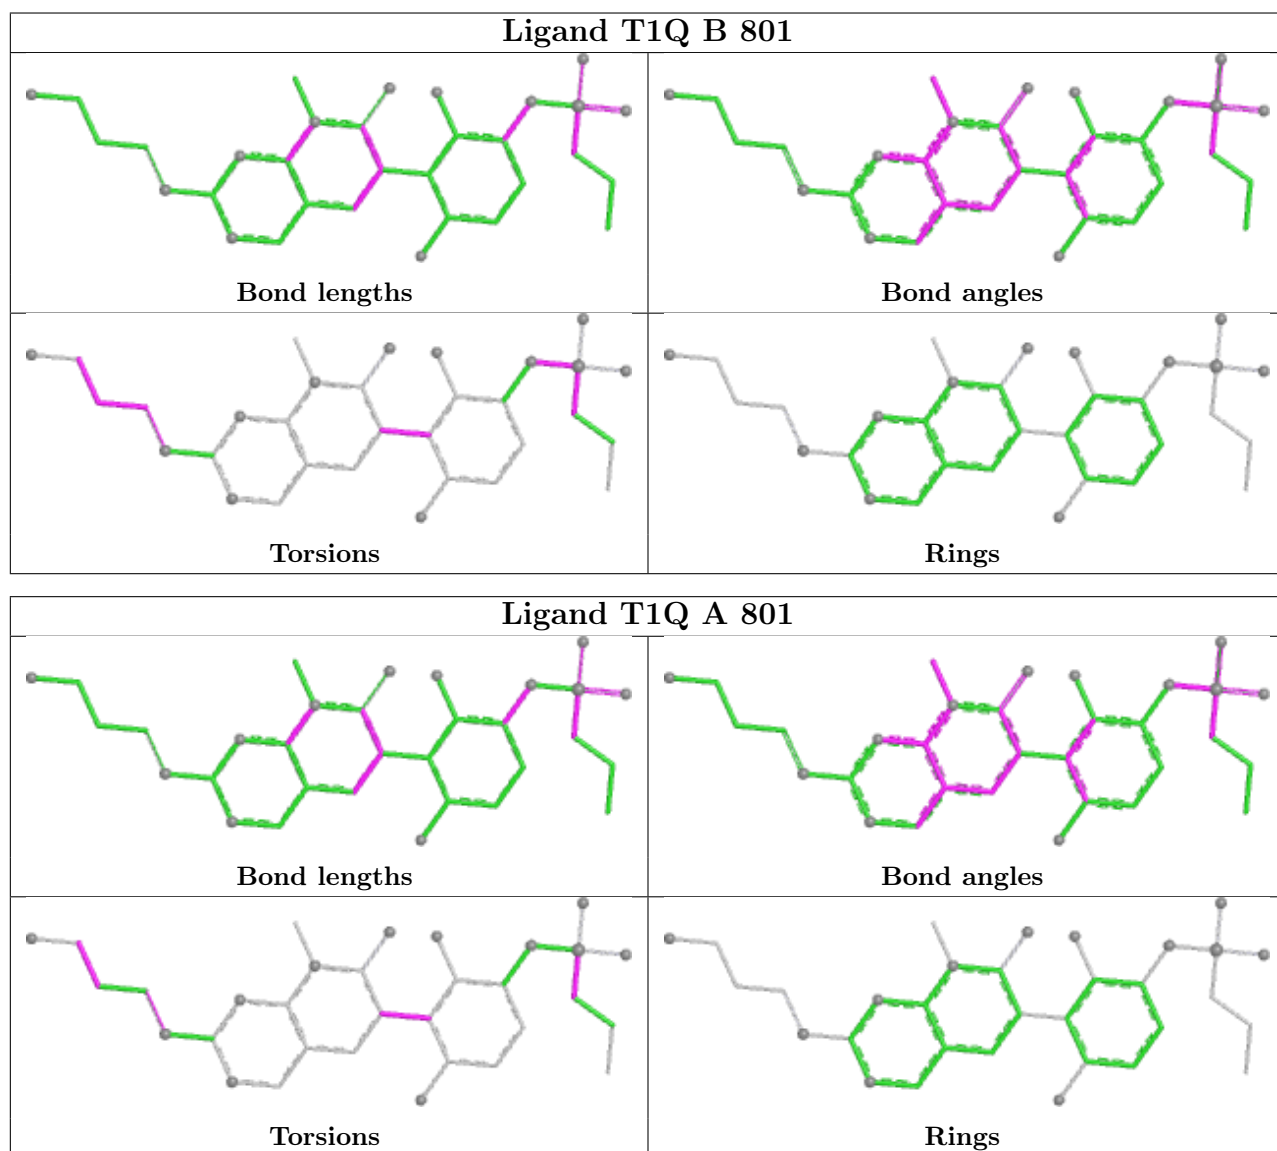 Ligand T1Q B 801
Bond lengths
Bond angles
Torsions
Rings
Ligand T1Q A 801
Bond lengths
Bond angles
Torsions
Rings